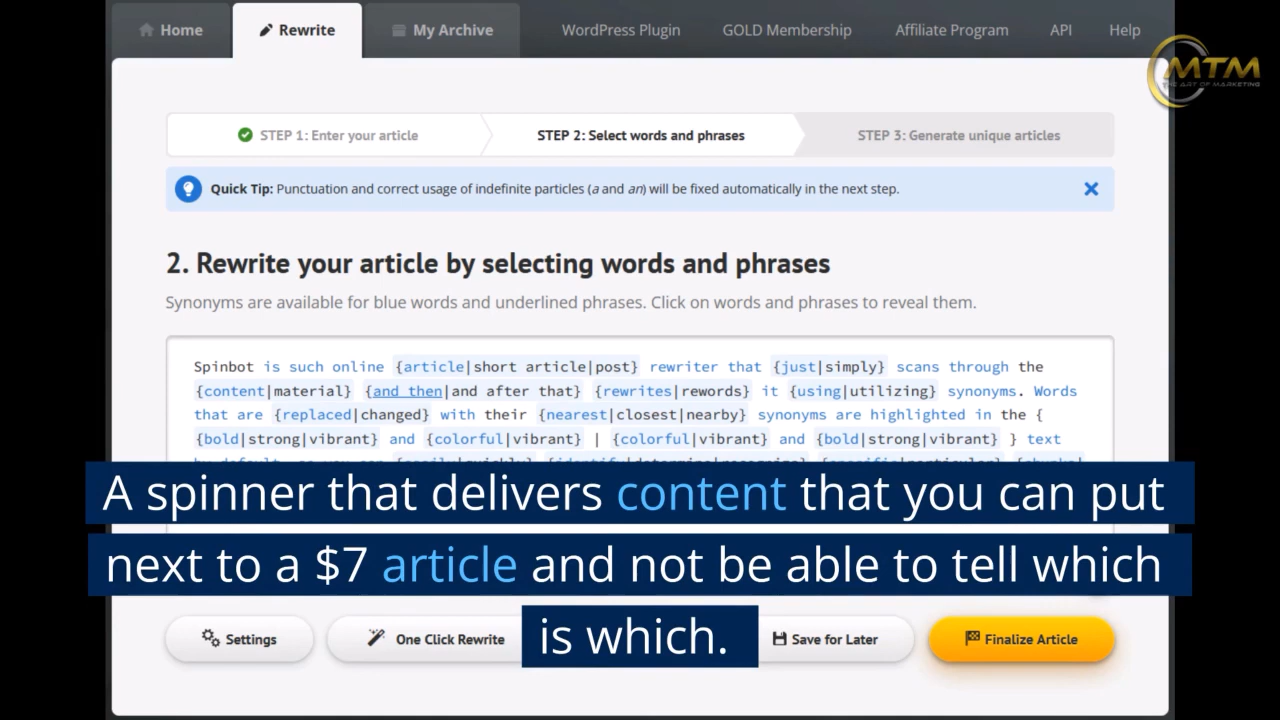 Home Rewrite My Archive WordPress Plugin GOLD Membership Affiliate Program API Help
MTM
THE ART OF MARKETING
STEP 1: Enter your article STEP 2: Select words and phrases STEP 3: Generate unique articles
Quick Tip: Punctuation and correct usage of indefinite particles (a and an) will be fixed automatically in the next step.
2. Rewrite your article by selecting words and phrases
Synonyms are available for blue words and underlined phrases. Click on words and phrases to reveal them.
Spinbot is such online {article|short article|post} rewriter that {just|simply} scans through the
{content|material} {and then|and after that} {rewrites|rewords} it {using|utilizing} synonyms. Words
that are {replaced|changed} with their {nearest|closest|nearby} synonyms are highlighted in the {
{bold|strong|vibrant} and {colorful|vibrant} | {colorful|vibrant} and {bold|strong|vibrant} } text
A spinner that delivers content that you can put
next to a $7 article and not be able to tell which
is which.
Settings One Click Rewrite Save for Later Finalize Article